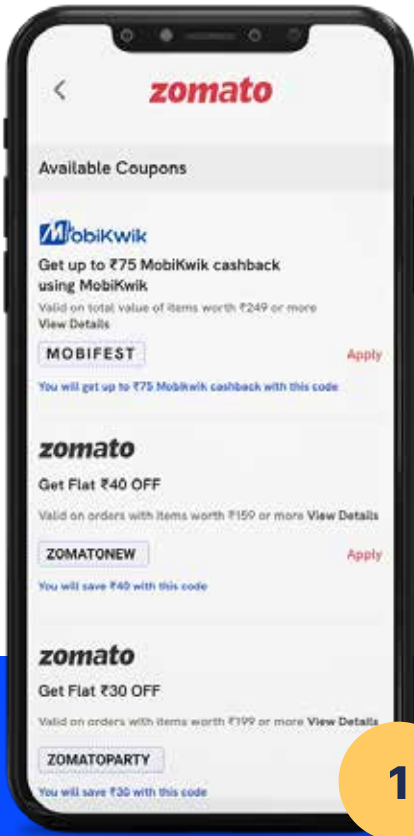 zomato
Available Coupons
MobiKwik
Get up to ₹75 MobiKwik cashback
using MobiKwik
Valid on total value of items worth ₹249 or more
View Details
MOBIFEST Apply
You will get up to ₹75 Mobikwik cashback with this code
zomato
Get Flat ₹40 OFF
Valid on orders with items worth ₹159 or more View Details
ZOMATONEW Apply
You will save ₹40 with this code
zomato
Get Flat ₹30 OFF
Valid on orders with items worth ₹199 or more View Details
ZOMATOPARTY
You will save ₹30 with this code
1